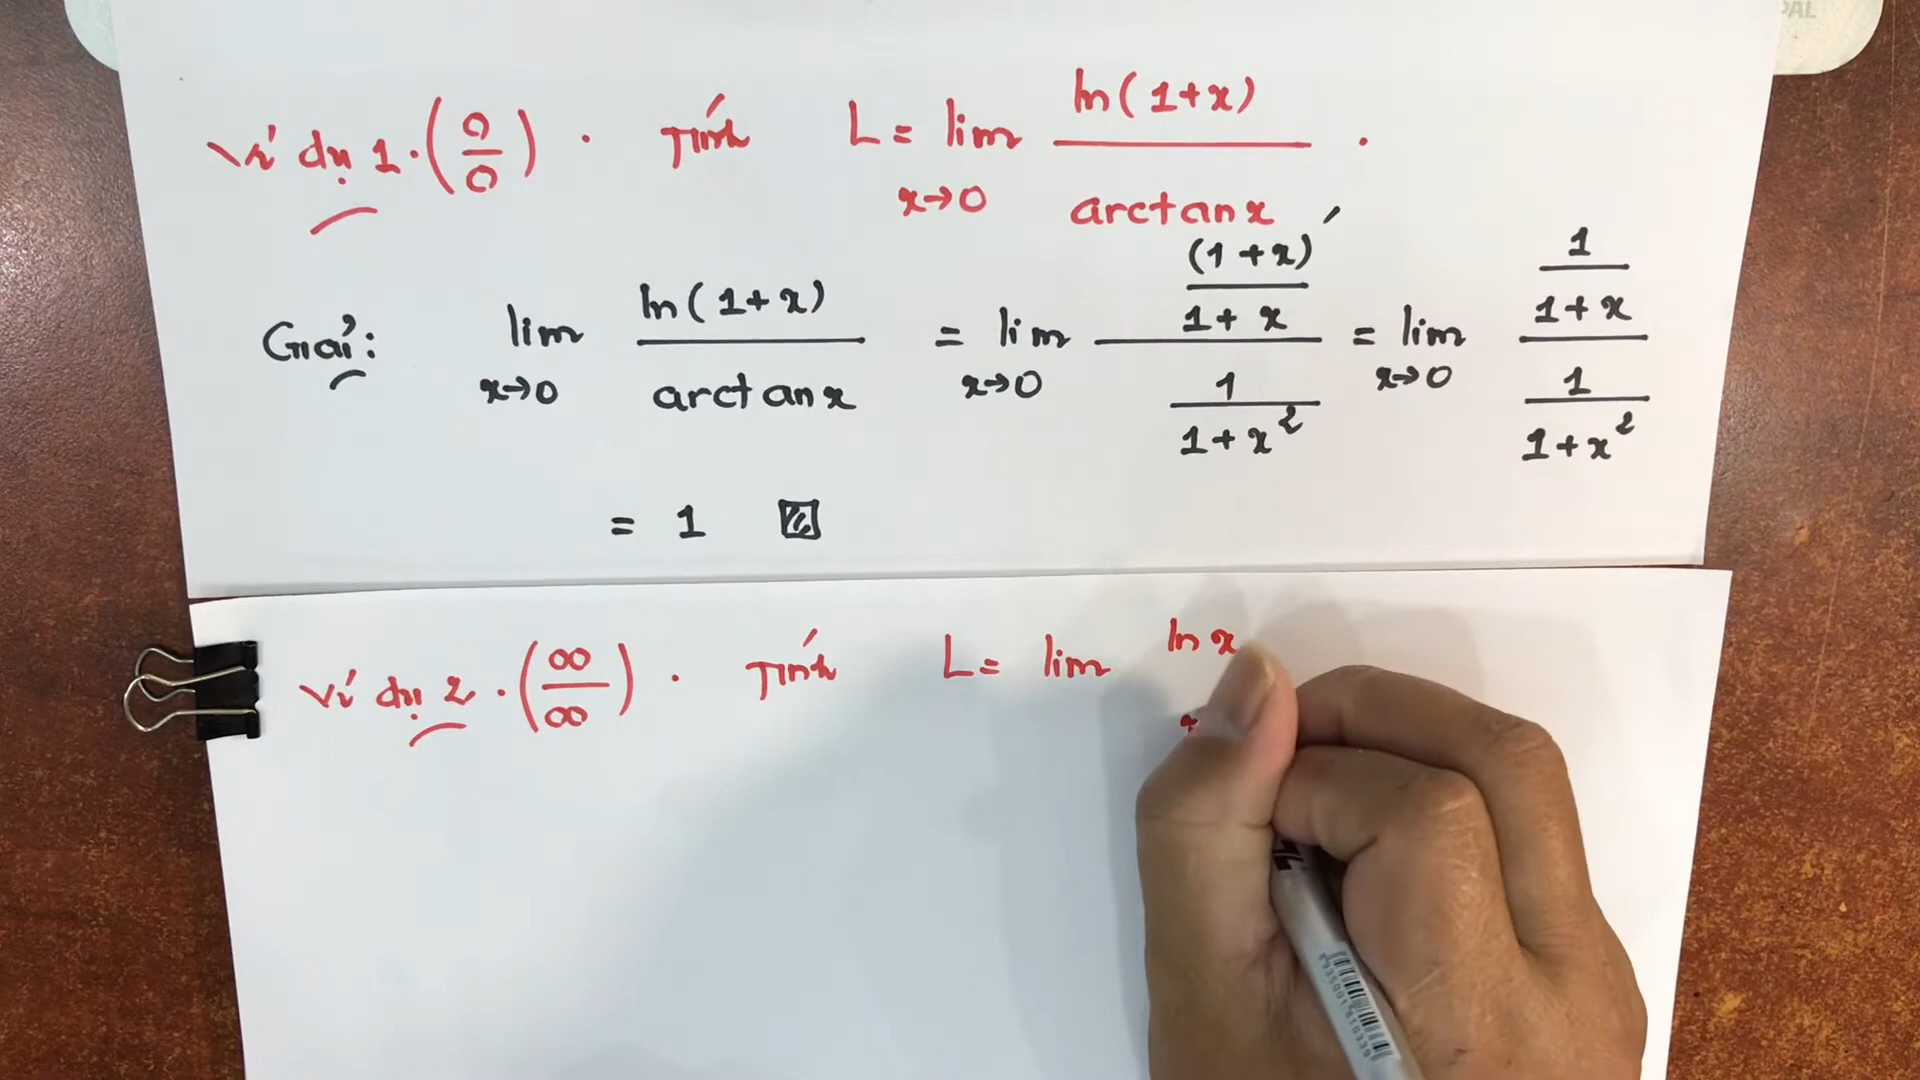 Ví dụ 1. (0/0). Tính L = lim x→0 ln(1+x) / arctan x .
Giải: lim x→0 ln(1+x) / arctan x = lim x→0 ((1+x)′ / (1+x)) / (1 / (1+x²)) = lim x→0 (1 / (1+x)) / (1 / (1+x²))
= 1
Ví dụ 2. (∞/∞). Tính L = lim ln x
8935001810339